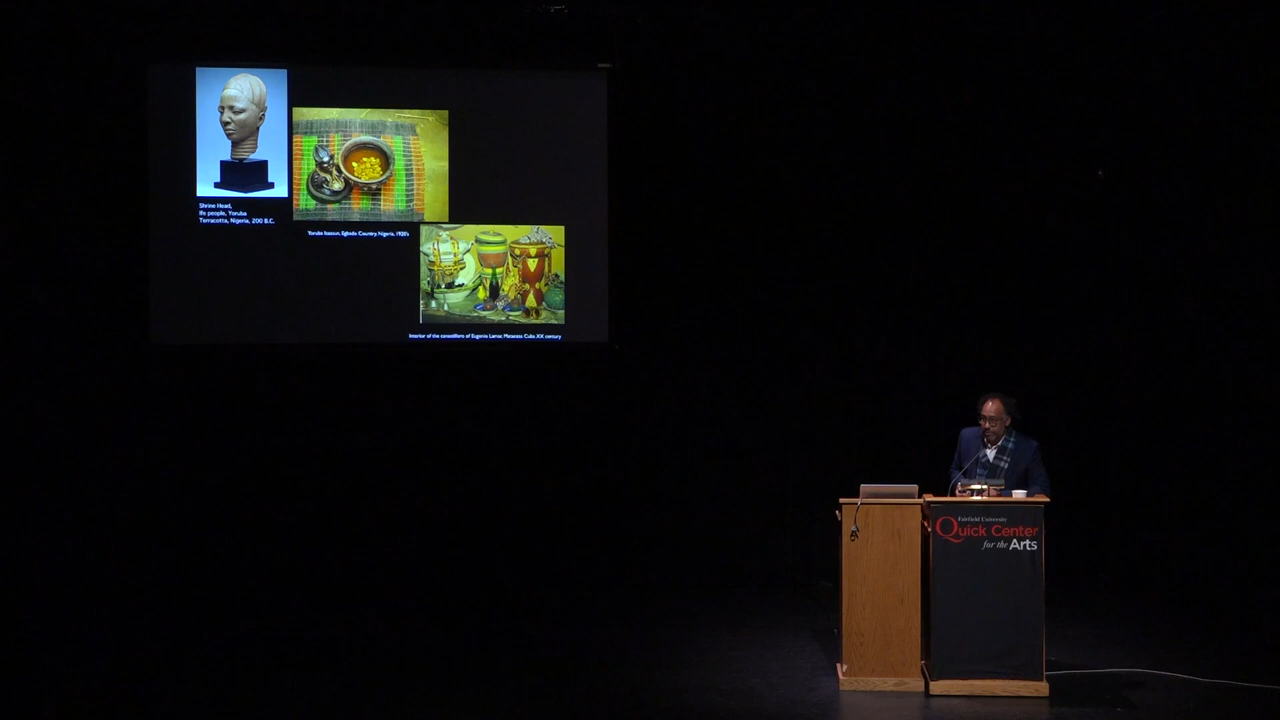 Shrine Head,
Ife people, Yoruba
Terracotta, Nigeria, 200 B.C.
Yoruba Ibassun, Egbado Country, Nigeria, 1920's
Interior of the canastillero of Eugenio Lamar, Matanzas Cuba, XX century
Fairfield University
Quick Center
for the Arts